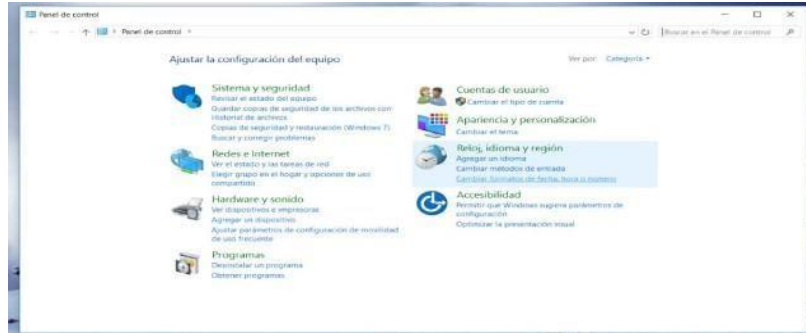 Panel de control
Panel de control
Buscar en el Panel de control
Ajustar la configuración del equipo
Ver por: Categoría
Sistema y seguridad
Revisar el estado del equipo
Guardar copias de seguridad de los archivos con
Historial de archivos
Copias de seguridad y restauración (Windows 7)
Buscar y corregir problemas
Redes e Internet
Ver el estado y las tareas de red
Elegir grupo en el hogar y opciones de uso
compartido
Hardware y sonido
Ver dispositivos e impresoras
Agregar un dispositivo
Ajustar parámetros de configuración de movilidad
de uso frecuente
Programas
Desinstalar un programa
Obtener programas
Cuentas de usuario
Cambiar el tipo de cuenta
Apariencia y personalización
Cambiar el tema
Reloj, idioma y región
Agregar un idioma
Cambiar métodos de entrada
Cambiar formatos de fecha, hora o número
Accesibilidad
Permitir que Windows sugiera parámetros de
configuración
Optimizar la presentación visual